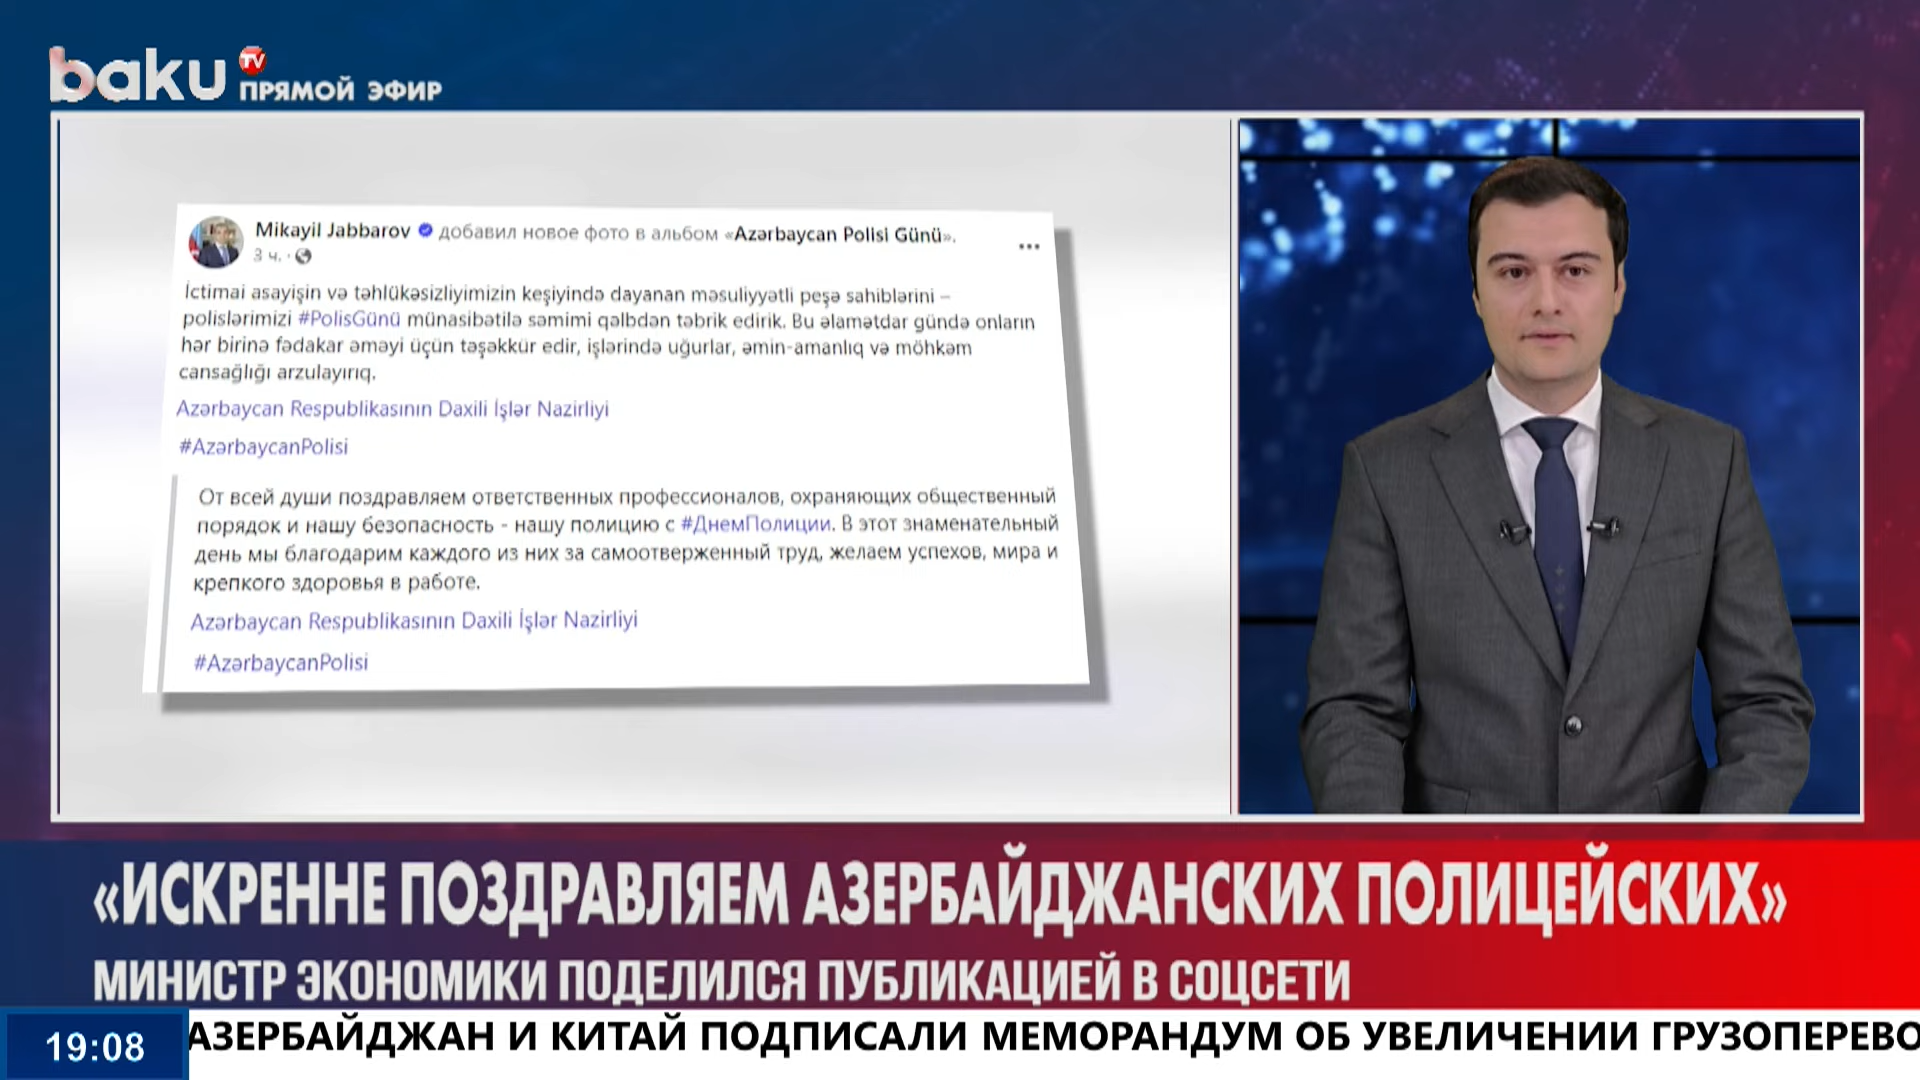 baku TV
ПРЯМОЙ ЭФИР
Mikayil Jabbarov добавил новое фото в альбом «Azərbaycan Polisi Günü».
3 ч. ·
İctimai asayişin və təhlükəsizliyimizin keşiyində dayanan məsuliyyətli peşə sahiblərini –
polislərimizi #PolisGünü münasibətilə səmimi qəlbdən təbrik edirik. Bu əlamətdar gündə onların
hər birinə fədakar əməyi üçün təşəkkür edir, işlərində uğurlar, əmin-amanlıq və möhkəm
cansağlığı arzulayırıq.
Azərbaycan Respublikasının Daxili İşlər Nazirliyi
#AzərbaycanPolisi
От всей души поздравляем ответственных профессионалов, охраняющих общественный
порядок и нашу безопасность - нашу полицию с #ДнемПолиции. В этот знаменательный
день мы благодарим каждого из них за самоотверженный труд, желаем успехов, мира и
крепкого здоровья в работе.
Azərbaycan Respublikasının Daxili İşlər Nazirliyi
#AzərbaycanPolisi
«ИСКРЕННЕ ПОЗДРАВЛЯЕМ АЗЕРБАЙДЖАНСКИХ ПОЛИЦЕЙСКИХ»
МИНИСТР ЭКОНОМИКИ ПОДЕЛИЛСЯ ПУБЛИКАЦИЕЙ В СОЦСЕТИ
19:08 АЗЕРБАЙДЖАН И КИТАЙ ПОДПИСАЛИ МЕМОРАНДУМ ОБ УВЕЛИЧЕНИИ ГРУЗОПЕРЕВО